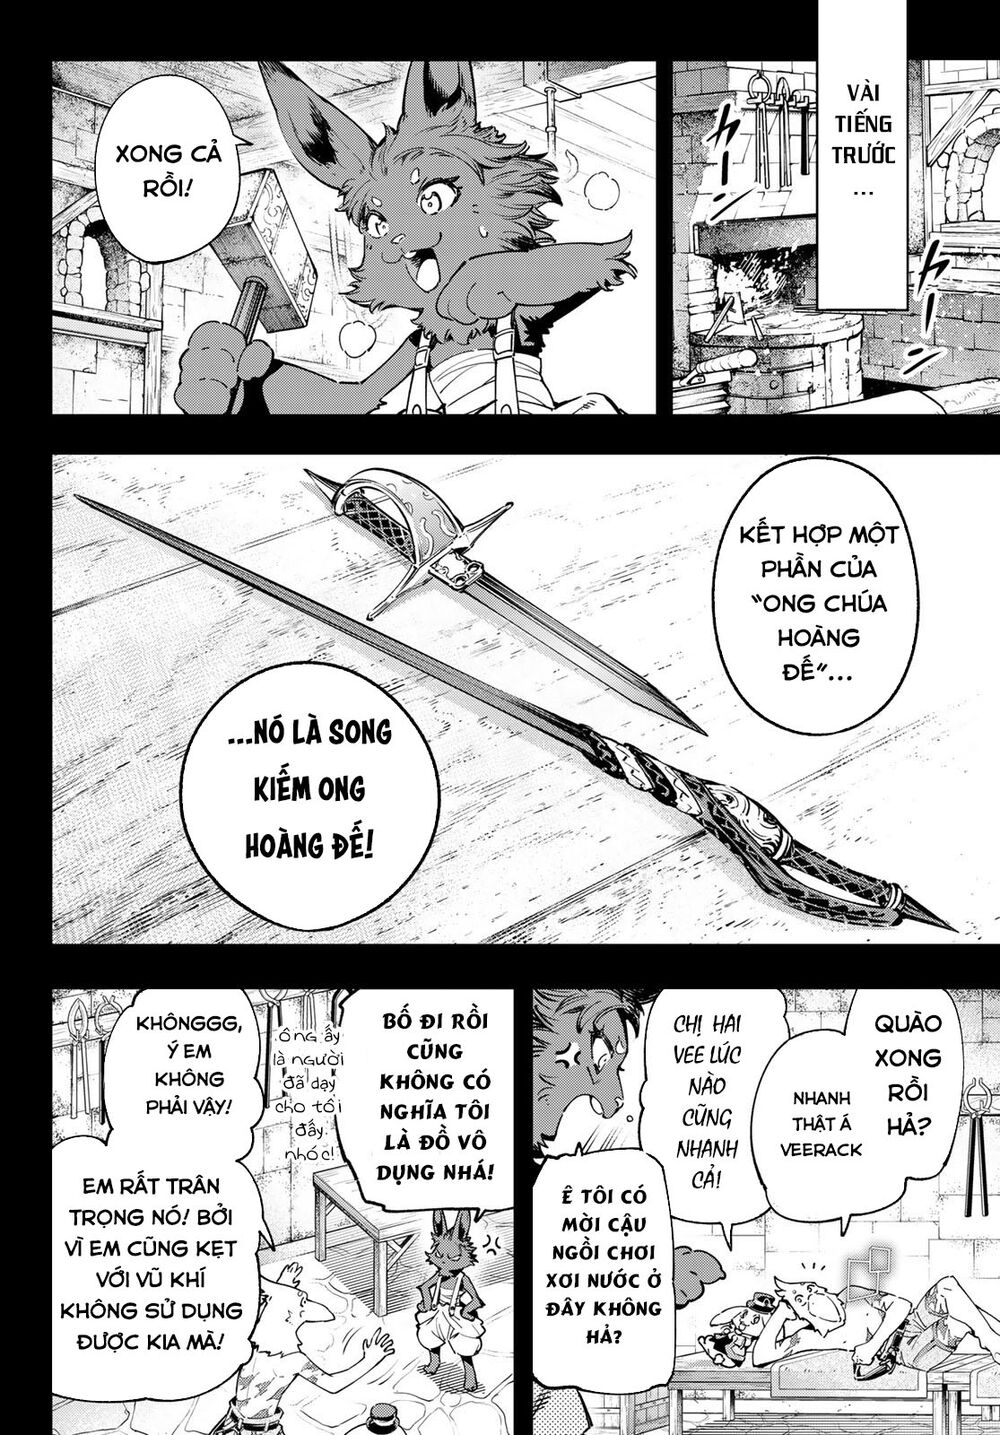 VÀI
TIẾNG
TRƯỚC
...
トン
トン
XONG CẢ
RỒI!
KẾT HỢP MỘT
PHẦN CỦA
"ONG CHÚA
HOÀNG
ĐẾ"...
...NÓ LÀ SONG
KIẾM ONG
HOÀNG ĐẾ!
QUÀO
XONG
RỒI
HẢ?
NHANH
THẬT Á
VEERACK
CHỊ HAI
VEE LÚC
NÀO
CŨNG
NHANH
CẢ!
Ê TÔI CÓ
MỜI CẬU
NGỒI CHƠI
XƠI NƯỚC Ở
ĐÂY KHÔNG
HẢ?
BỐ ĐI RỒI
CŨNG
KHÔNG CÓ
NGHĨA TÔI
LÀ ĐỒ VÔ
DỤNG NHÁ!
ông ấy
là người
đã dạy
cho tôi
đấy
nhóc!
KHÔNGGG,
Ý EM
KHÔNG
PHẢI VẬY!
EM RẤT TRÂN
TRỌNG NÓ! BỞI
VÌ EM CŨNG KẸT
VỚI VŨ KHÍ
KHÔNG SỬ DỤNG
ĐƯỢC KIA MÀ!